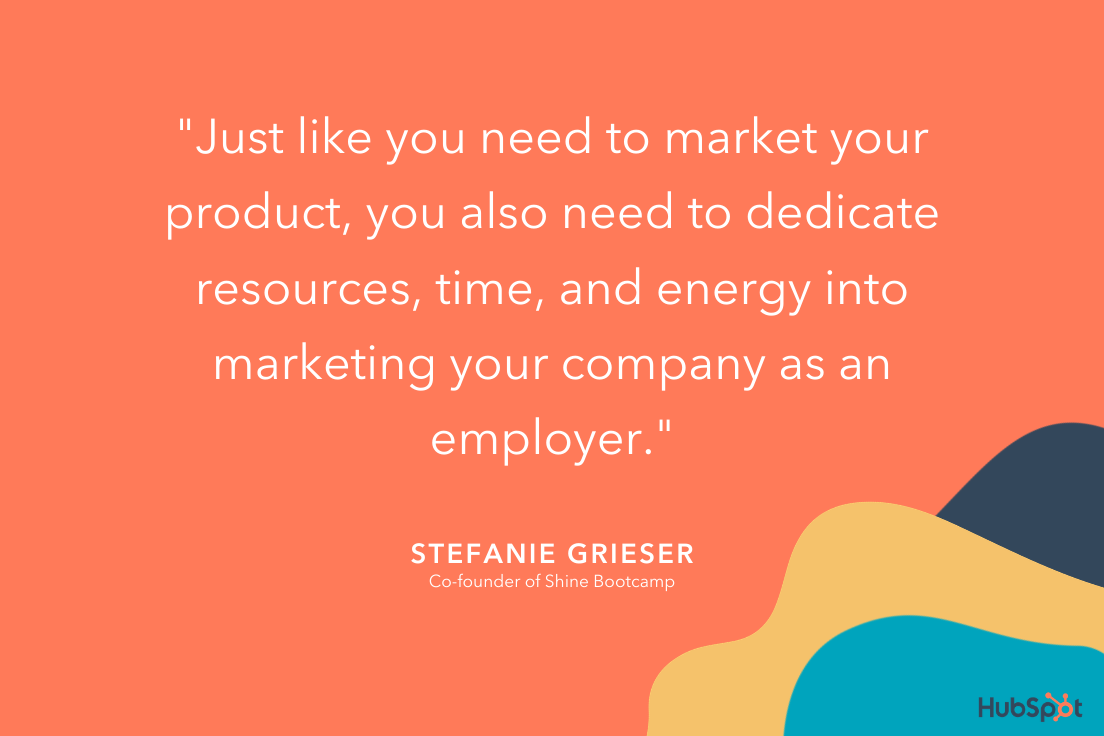 "Just like you need to market your
product, you also need to dedicate
resources, time, and energy into
marketing your company as an
employer."
STEFANIE GRIESER
Co-founder of Shine Bootcamp
HubSpot